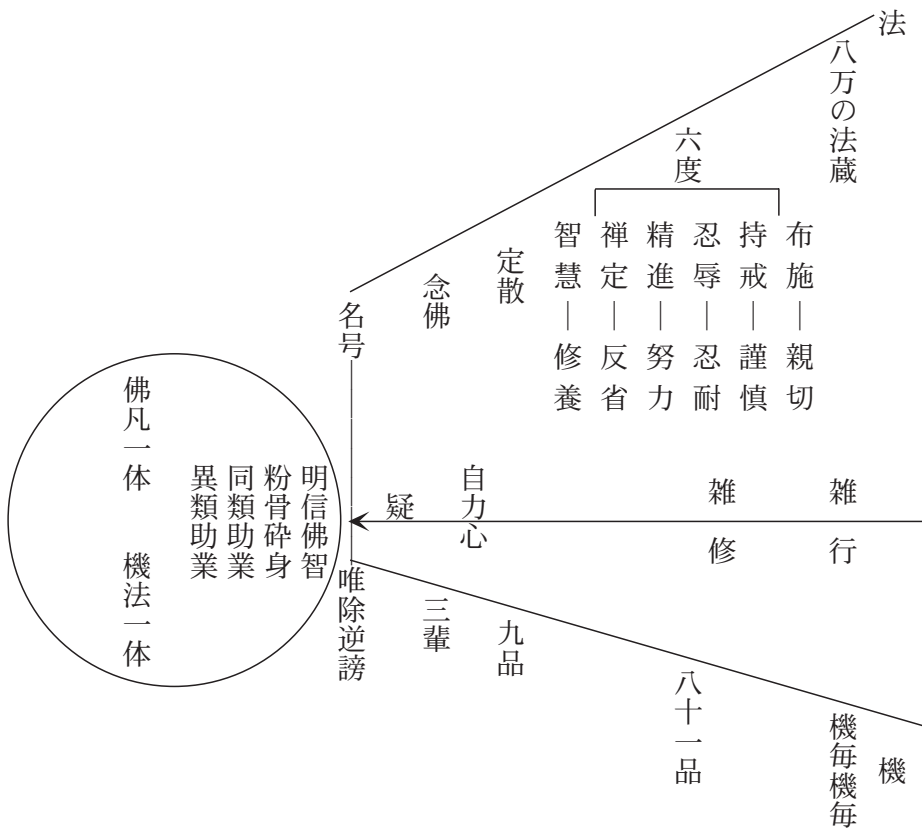 法
八万の法蔵
六度
布施―親切
持戒―謹慎
忍辱―忍耐
精進―努力
禅定―反省
智慧―修養
定散
念佛
名号
雑行
雑修
自力心
疑
機
機毎機毎
八十一品
九品
三輩
唯除逆謗
明信佛智
粉骨砕身
同類助業
異類助業
佛凡一体
機法一体